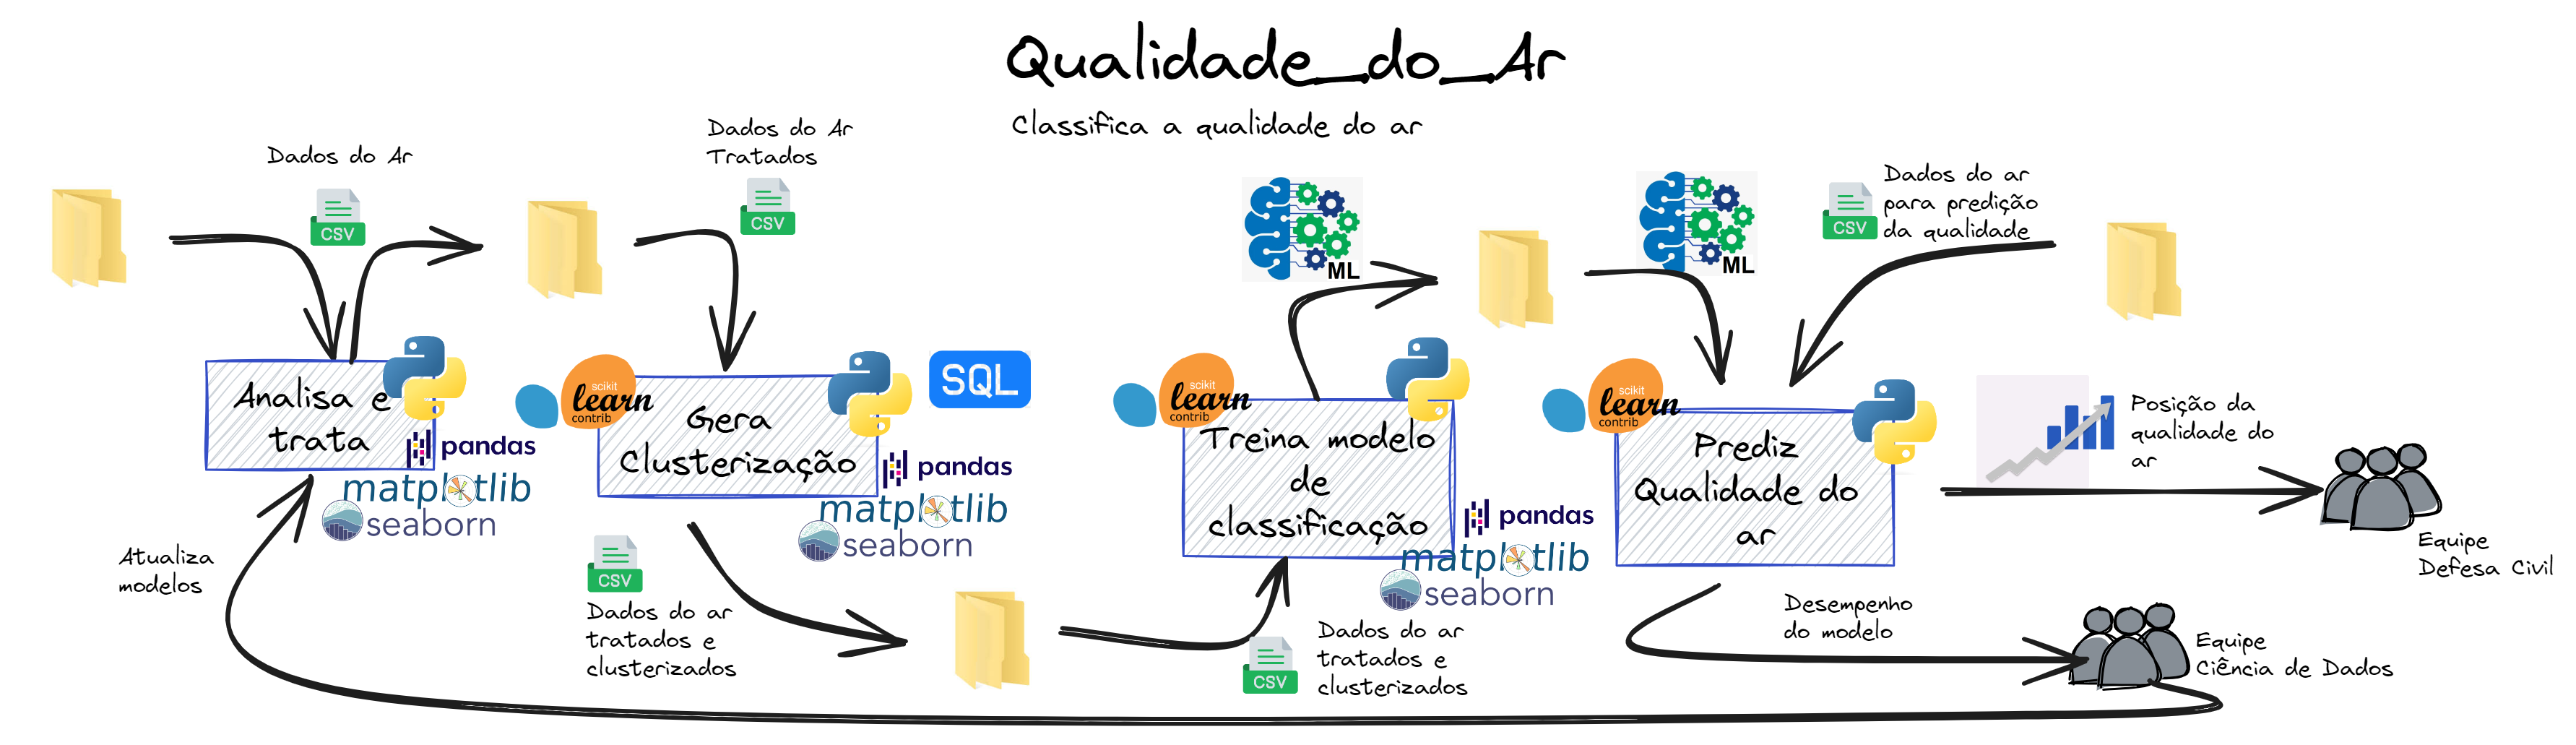 Qualidade_do_Ar
Classifica a qualidade do ar
Dados do Ar
CSV
Dados do Ar
Tratados
CSV
ML
ML
CSV
Dados do ar
para predição
da qualidade
Analisa e
trata
pandas
matplotlib
seaborn
scikit
learn
contrib
Gera
Clusterização
SQL
pandas
matplotlib
seaborn
scikit
learn
contrib
Treina modelo
de
classificação
pandas
matplotlib
seaborn
scikit
learn
contrib
Prediz
Qualidade do
ar
Posição da
qualidade do
ar
Equipe
Defesa Civil
Atualiza
modelos
CSV
Dados do ar
tratados e
clusterizados
CSV
Dados do ar
tratados e
clusterizados
Desempenho
do modelo
Equipe
Ciência de Dados